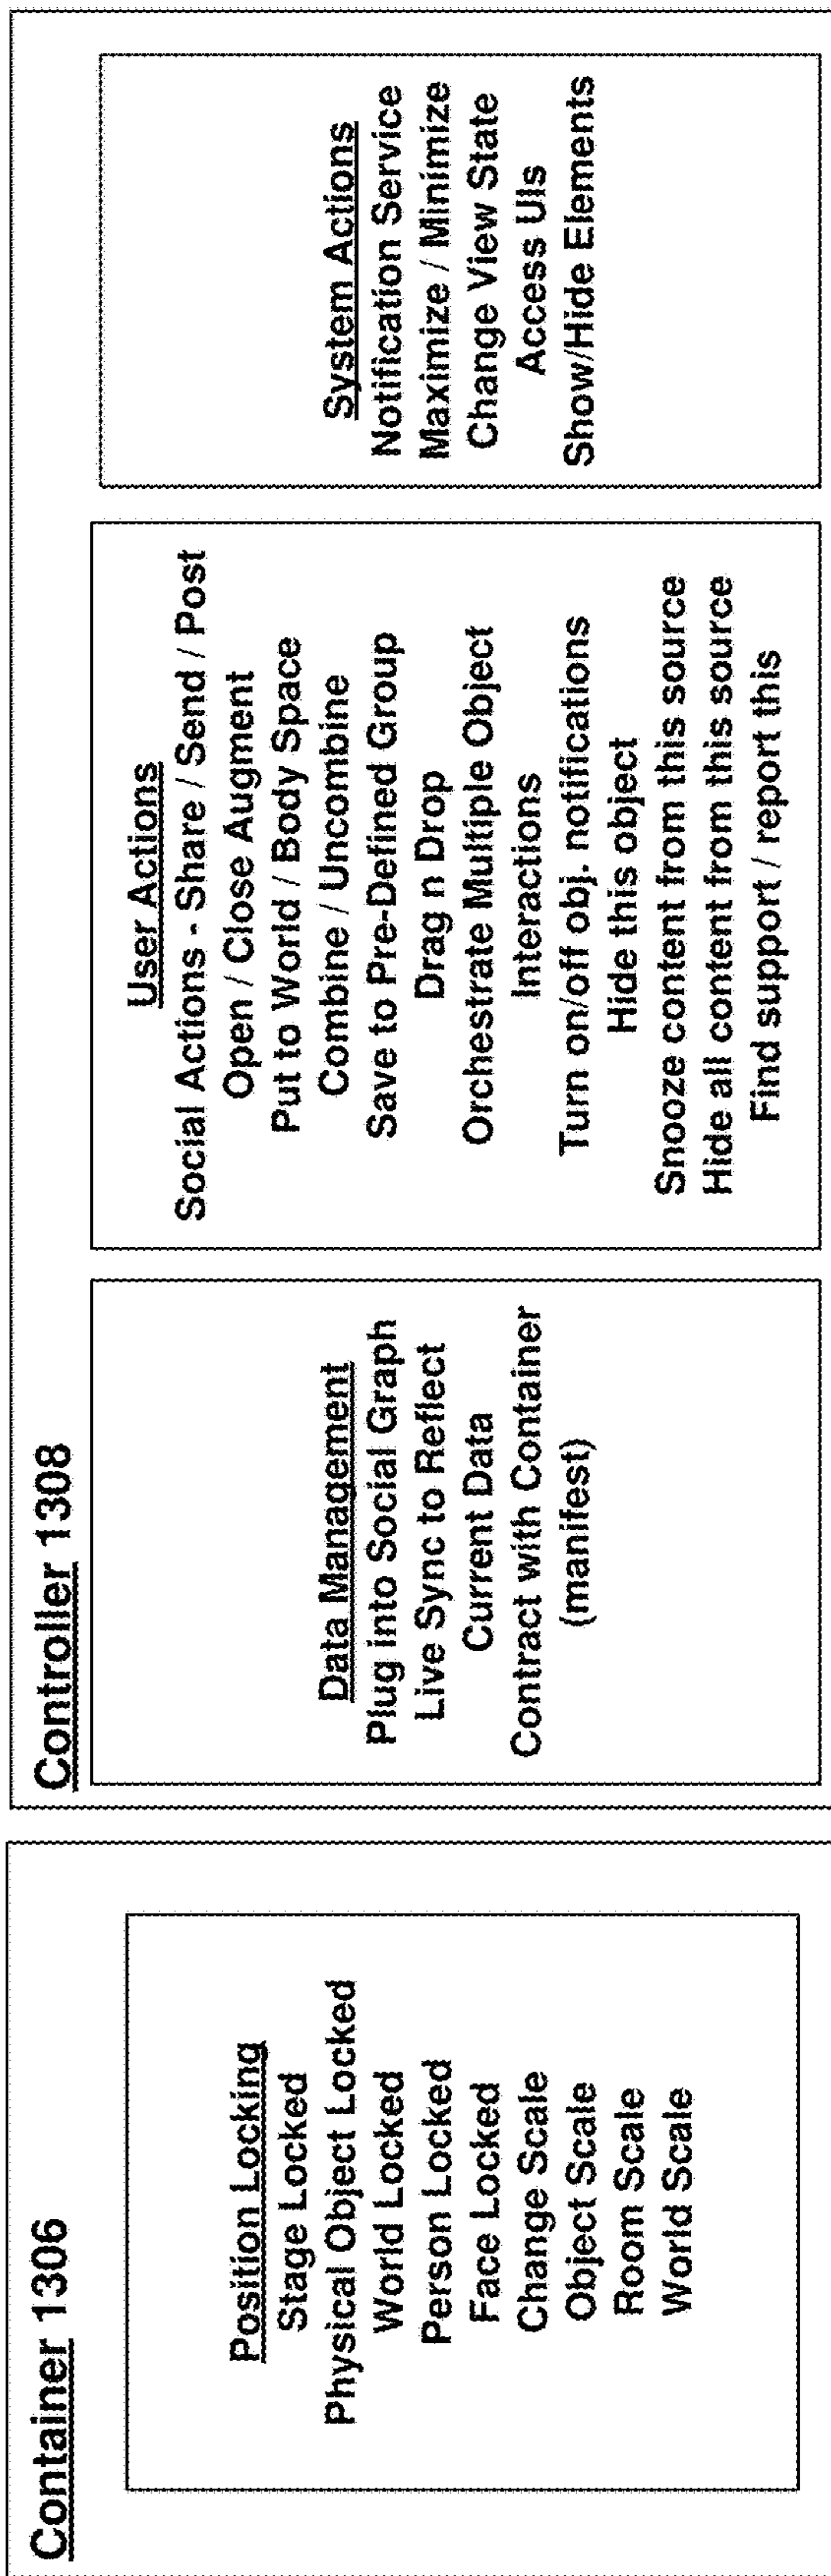 Container 1306
Position Locking
Stage Locked
Physical Object Locked
World Locked
Person Locked
Face Locked
Change Scale
Object Scale
Room Scale
World Scale
Controller 1308
Data Management
Plug into Social Graph
Live Sync to Reflect
Current Data
Contract with Container
(manifest)
User Actions
Social Actions - Share / Send / Post
Open / Close Augment
Put to World / Body Space
Combine / Uncombine
Save to Pre-Defined Group
Drag n Drop
Orchestrate Multiple Object
Interactions
Turn on/off obj. notifications
Hide this object
Snooze content from this source
Hide all content from this source
Find support / report this
System Actions
Notification Service
Maximize / Minimize
Change View State
Access UIs
Show/Hide Elements